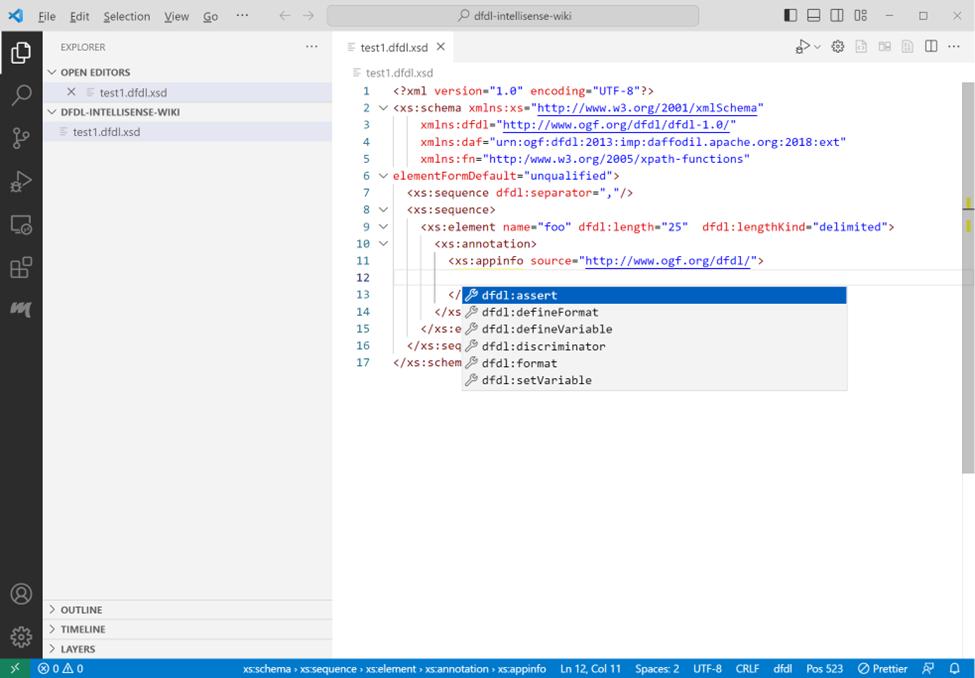 File Edit Selection View Go ··· dfdl-intellisense-wiki
EXPLORER ···
OPEN EDITORS
test1.dfdl.xsd
DFDL-INTELLISENSE-WIKI
test1.dfdl.xsd
OUTLINE
TIMELINE
LAYERS
test1.dfdl.xsd
test1.dfdl.xsd
1 <?xml version="1.0" encoding="UTF-8"?>
2 <xs:schema xmlns:xs="http://www.w3.org/2001/xmlSchema"
3 xmlns:dfdl="http://www.ogf.org/dfdl/dfdl-1.0/"
4 xmlns:daf="urn:ogf:dfdl:2013:imp:daffodil.apache.org:2018:ext"
5 xmlns:fn="http:/www.w3.org/2005/xpath-functions"
6 elementFormDefault="unqualified">
7 <xs:sequence dfdl:separator=","/>
8 <xs:sequence>
9 <xs:element name="foo" dfdl:length="25"  dfdl:lengthKind="delimited">
10 <xs:annotation>
11 <xs:appinfo source="http://www.ogf.org/dfdl/">
12
13 </
14 </xs
15 </xs:e
16 </xs:seq
17 </xs:schem
dfdl:assert
dfdl:defineFormat
dfdl:defineVariable
dfdl:discriminator
dfdl:format
dfdl:setVariable
0 0 xs:schema › xs:sequence › xs:element › xs:annotation › xs:appinfo Ln 12, Col 11 Spaces: 2 UTF-8 CRLF dfdl Pos 523 Prettier